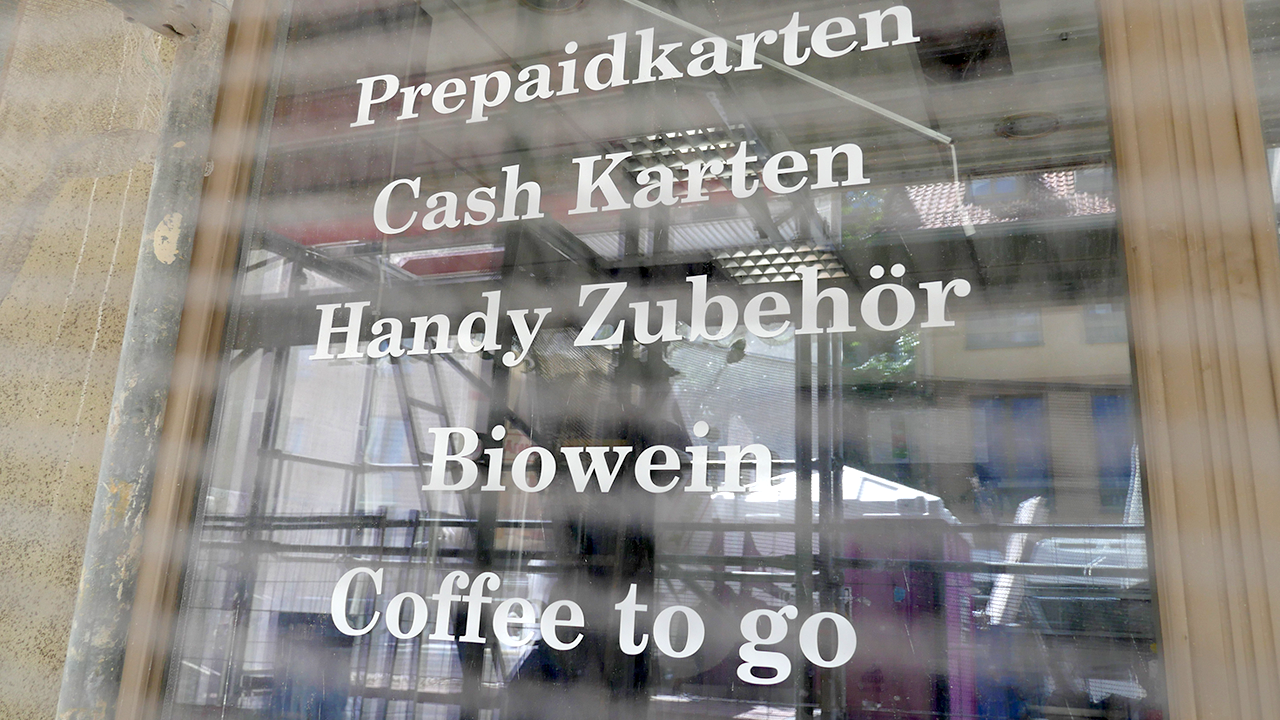 Prepaidkarten
Cash Karten
Handy Zubehör
Biowein
Coffee to go